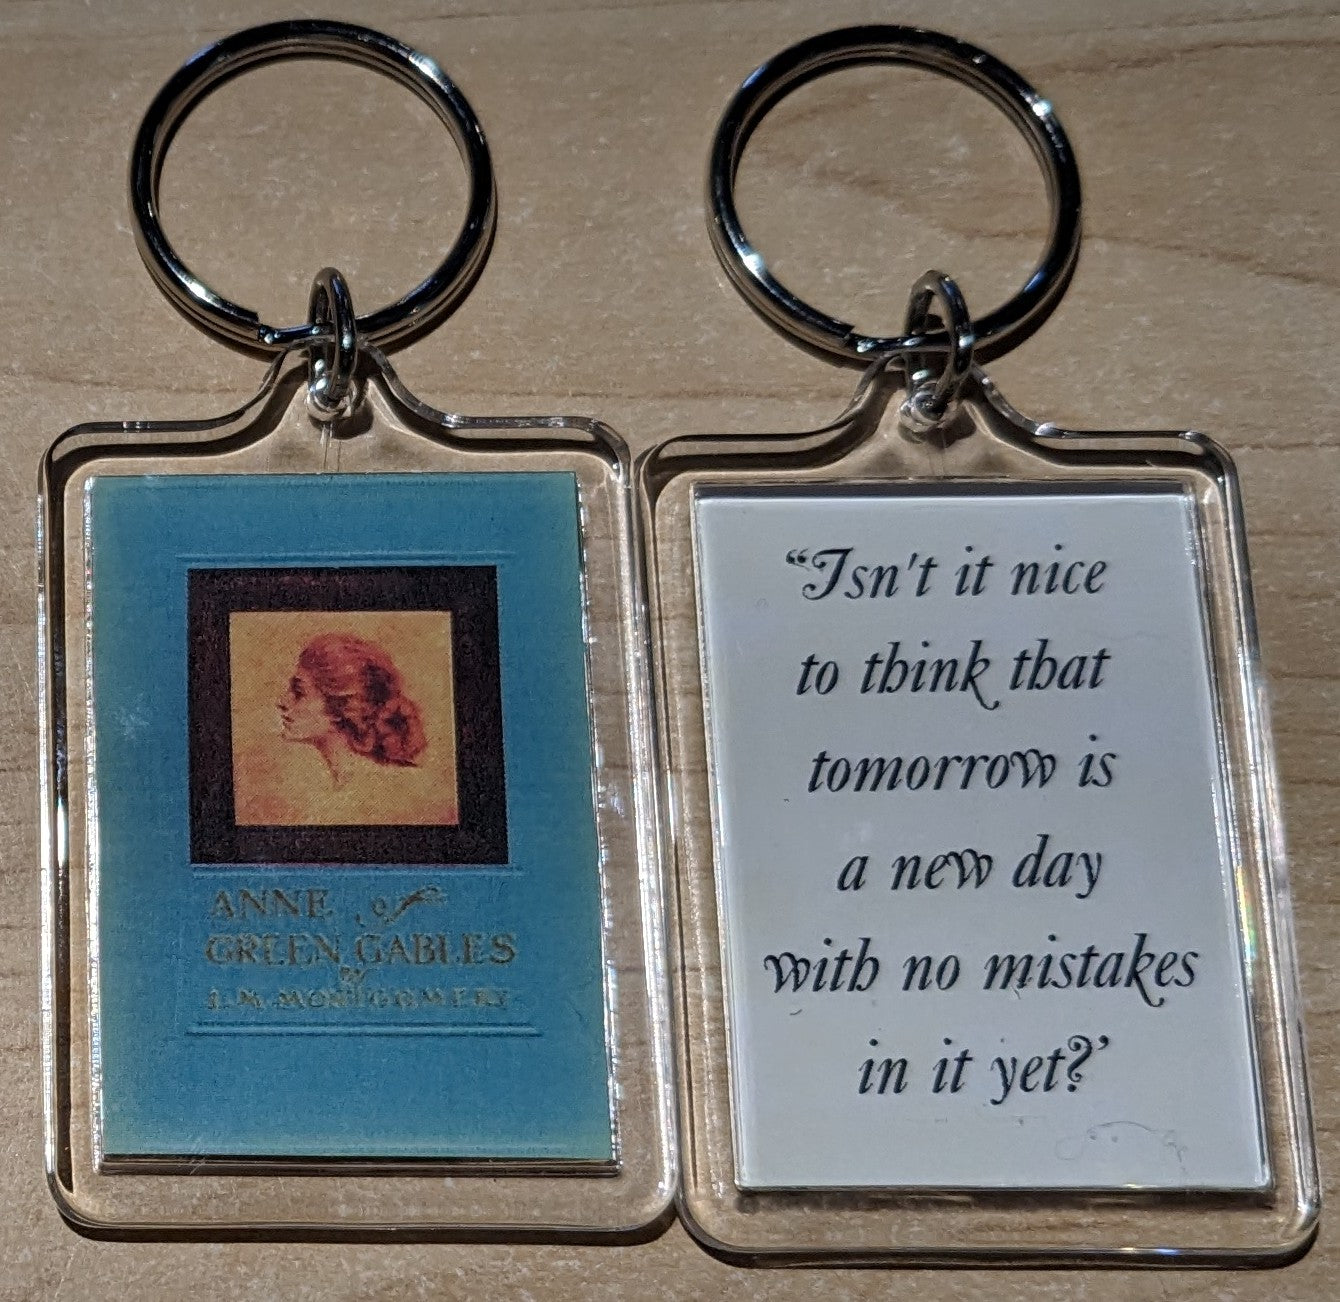 ANNE of
GREEN GABLES
BY
L.M. MONTGOMERY
“Isn't it nice
to think that
tomorrow is
a new day
with no mistakes
in it yet?’